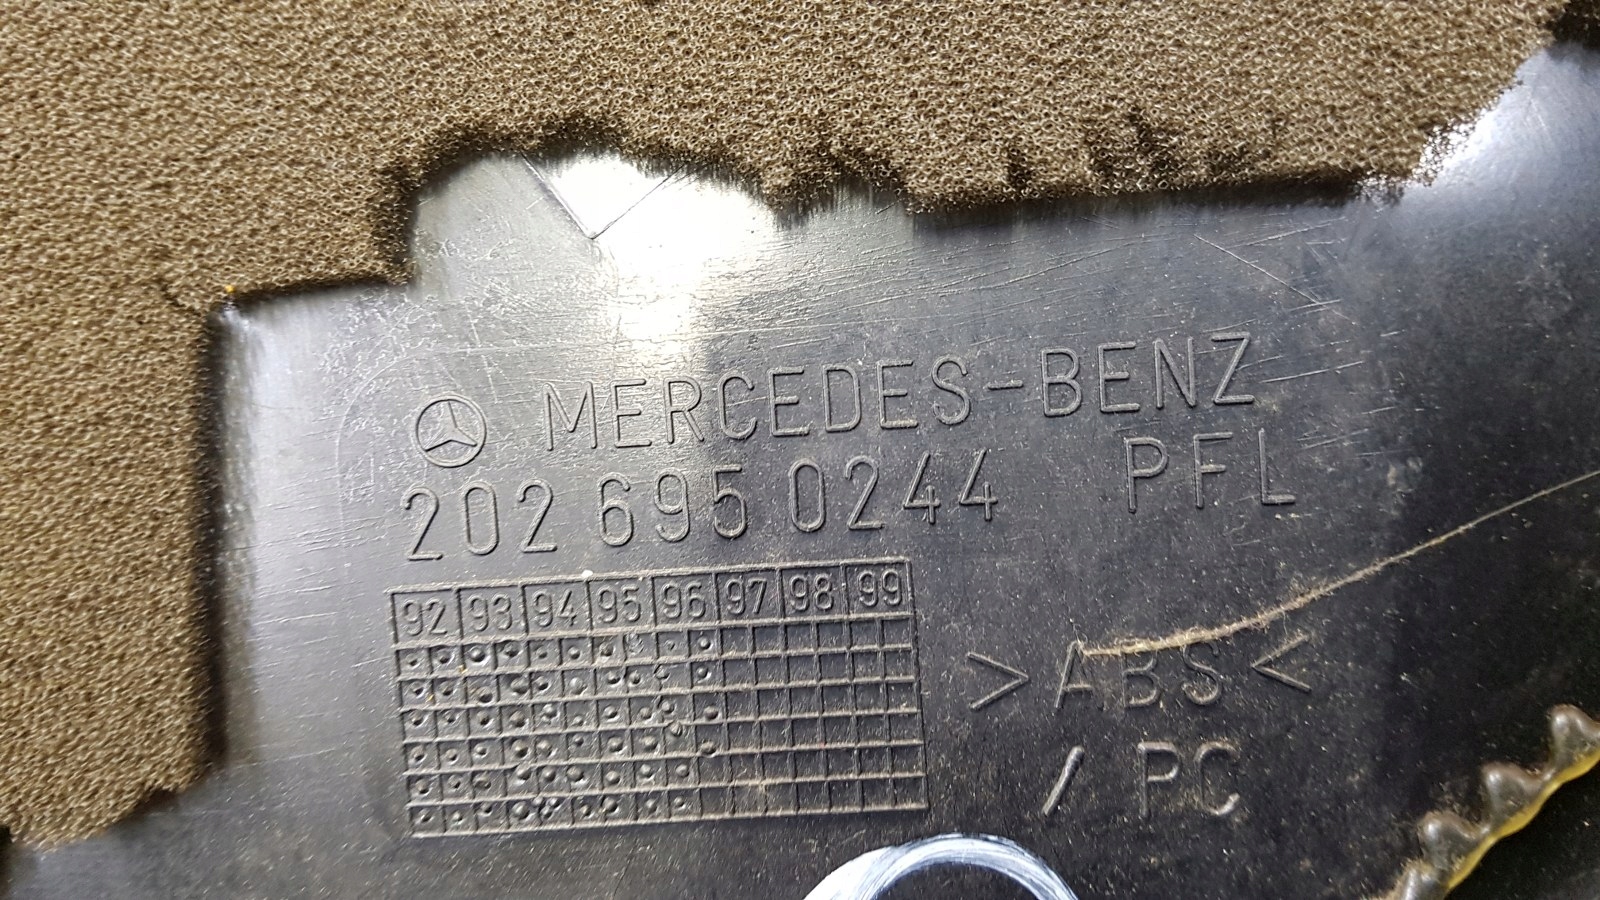 MERCEDES-BENZ
202 695 0244 PFL
92 93 94 95 96 97 98 99
>ABS<
/ PC